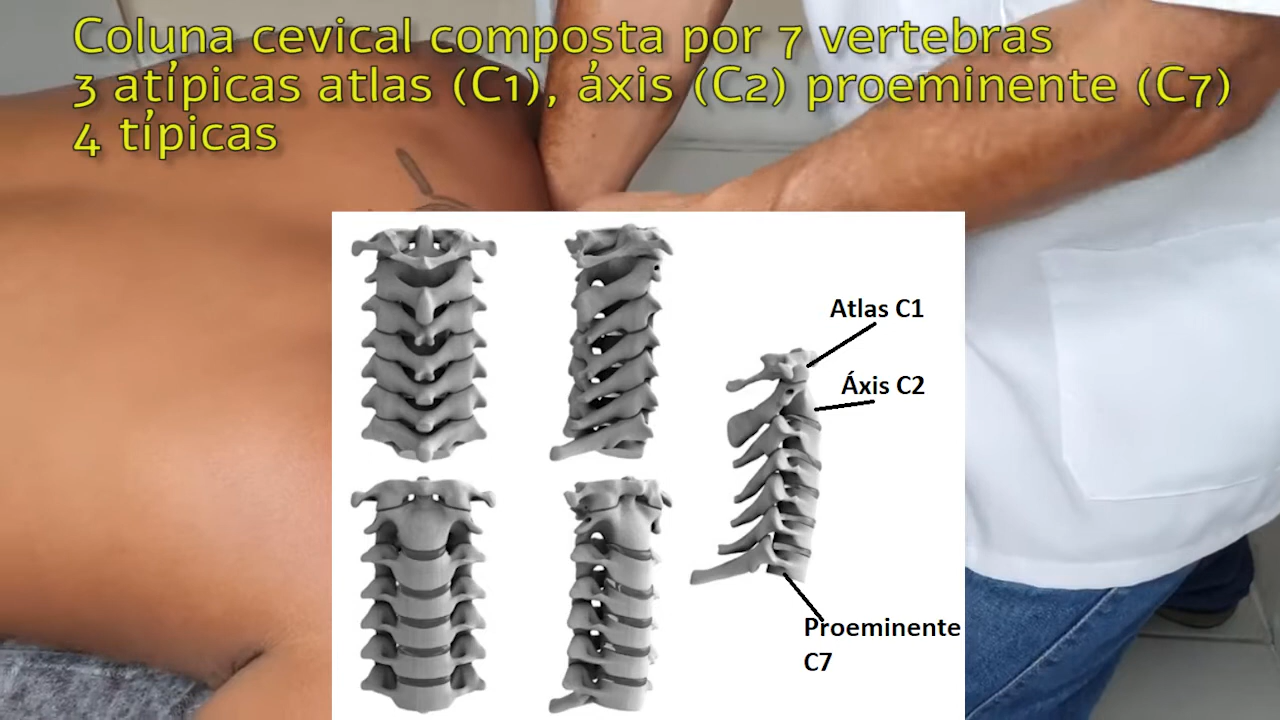 Coluna cevical composta por 7 vertebras
3 atípicas atlas (C1), áxis (C2) proeminente (C7)
4 típicas
Atlas C1
Áxis C2
Proeminente
C7